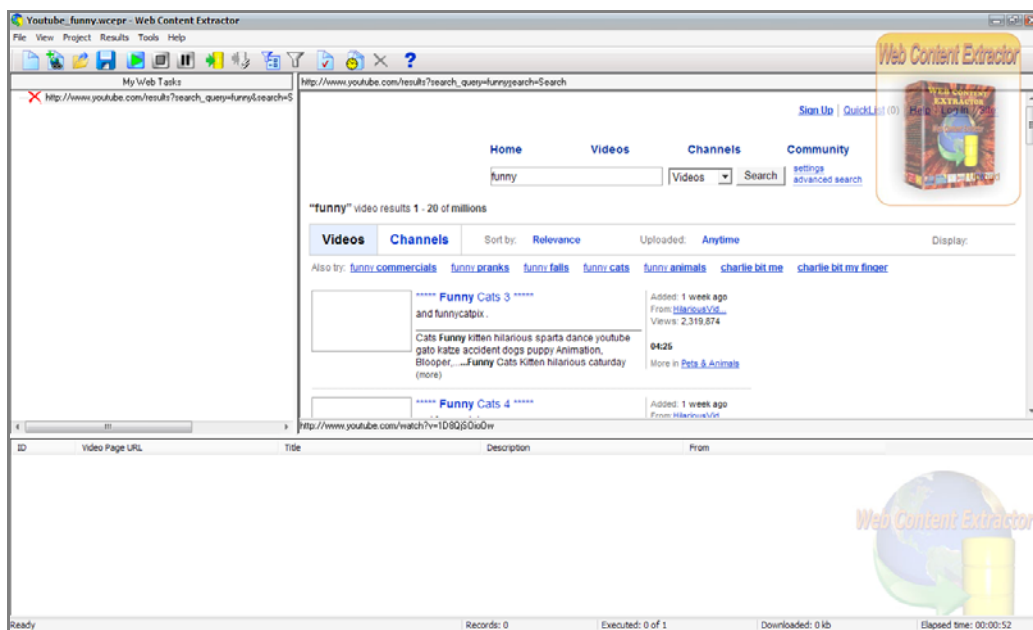 Youtube_funny.wcepr - Web Content Extractor
File View Project Results Tools Help
My Web Tasks
http://www.youtube.com/results?search_query=funny&search=S
http://www.youtube.com/results?search_query=funny&search=Search
Web Content Extractor
WEB CONTENT
EXTRACTOR
Sign Up QuickList (0) Help Log In Site
Home Videos Channels Community
funny Videos Search settings
advanced search
"funny" video results 1 - 20 of millions
Videos Channels Sort by: Relevance Uploaded: Anytime Display:
Also try: funny commercials funny pranks funny falls funny cats funny animals charlie bit me charlie bit my finger
***** Funny Cats 3 *****
and funnycatpix .
Cats Funny kitten hilarious sparta dance youtube
gato katze accident dogs puppy Animation,
Blooper,.....Funny Cats Kitten hilarious caturday
(more)
Added: 1 week ago
From: HilariousVid...
Views: 2,319,874
04:25
More in Pets & Animals
***** Funny Cats 4 *****
Added: 1 week ago
From: HilariousVid...
ID Video Page URL Title Description From
Web Content Extractor
Ready Records: 0 Executed: 0 of 1 Downloaded: 0 kb Elapsed time: 00:00:52